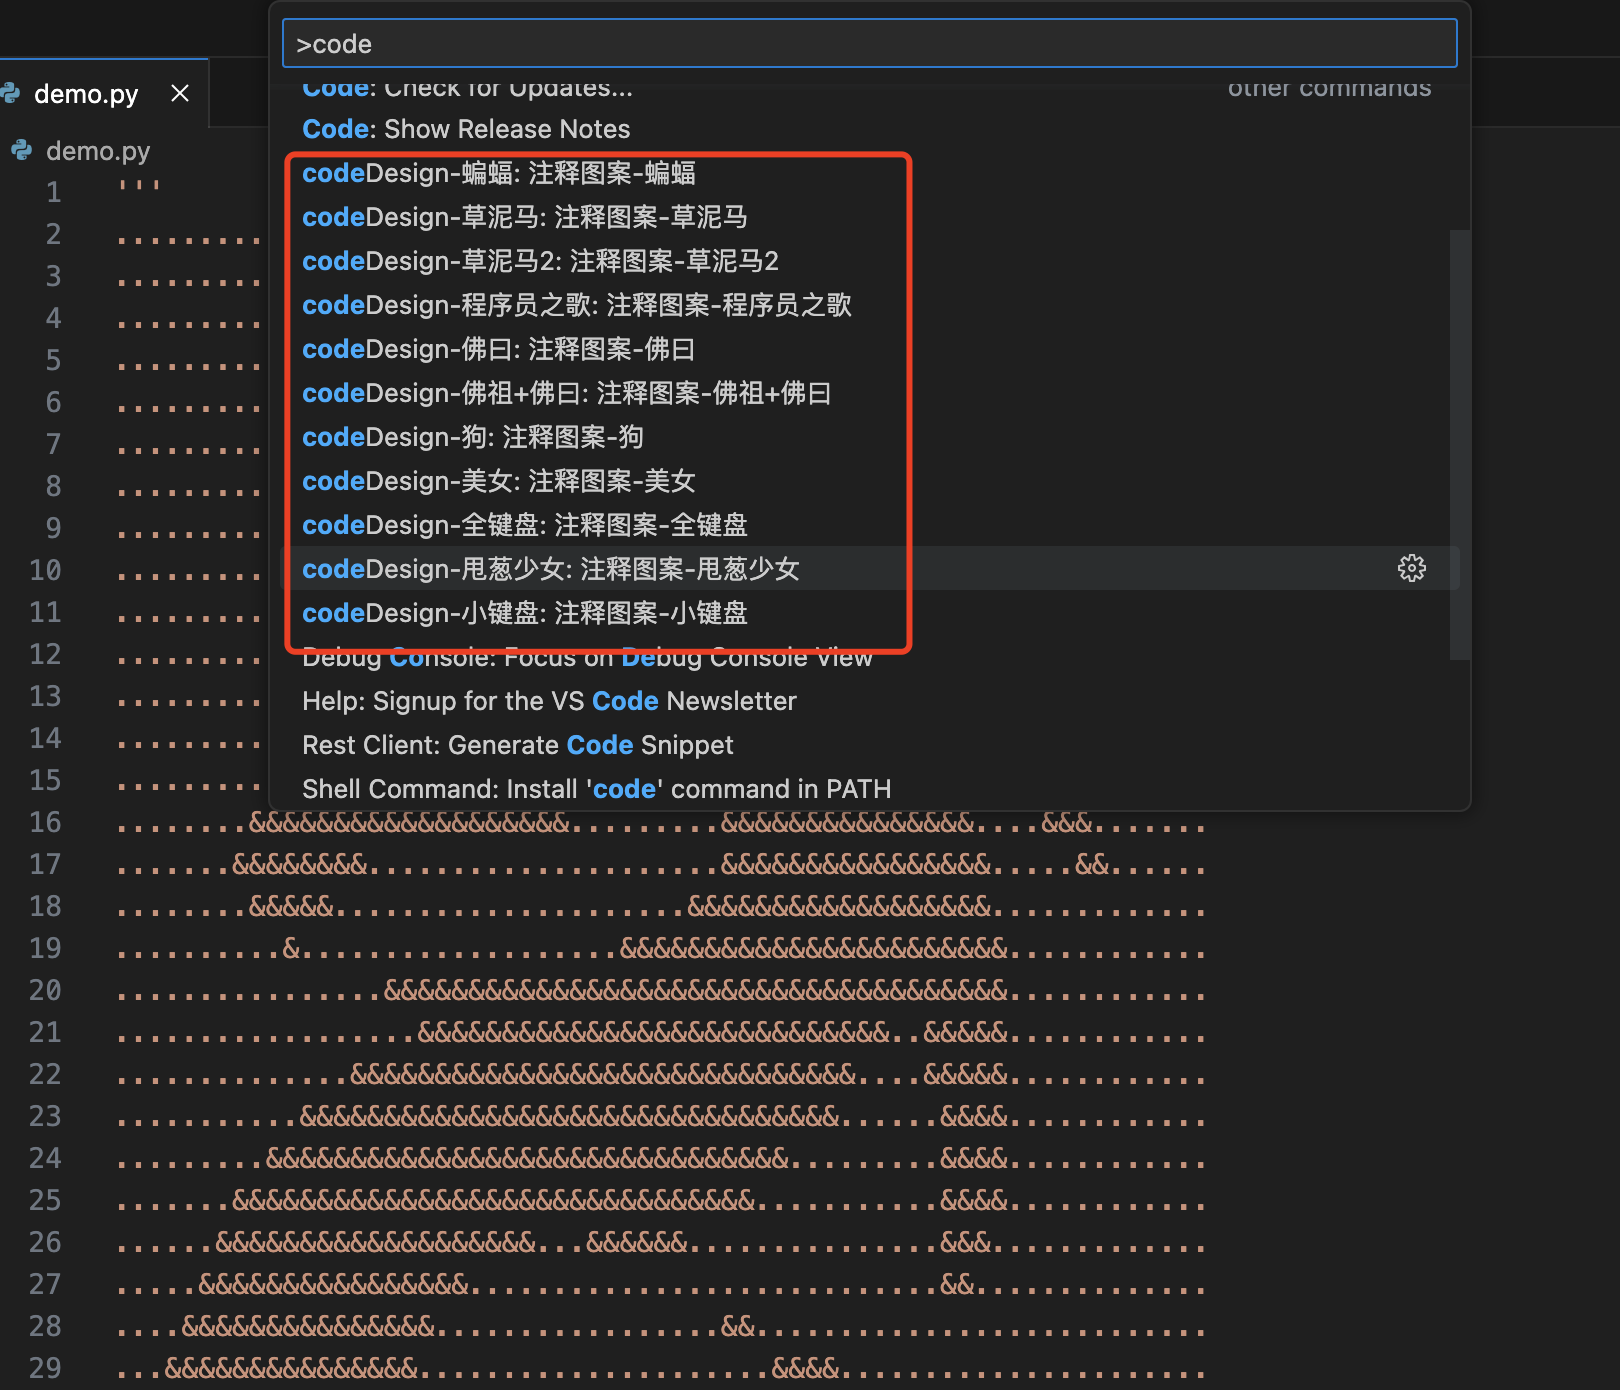 >code
demo.py
Code: Check for Updates...
other commands
Code: Show Release Notes
demo.py
codeDesign-蝙蝠: 注释图案-蝙蝠
codeDesign-草泥马: 注释图案-草泥马
codeDesign-草泥马2: 注释图案-草泥马2
codeDesign-程序员之歌: 注释图案-程序员之歌
codeDesign-佛曰: 注释图案-佛曰
codeDesign-佛祖+佛曰: 注释图案-佛祖+佛曰
codeDesign-狗: 注释图案-狗
codeDesign-美女: 注释图案-美女
codeDesign-全键盘: 注释图案-全键盘
codeDesign-甩葱少女: 注释图案-甩葱少女
codeDesign-小键盘: 注释图案-小键盘
Debug Console: Focus on Debug Console View
Help: Signup for the VS Code Newsletter
Rest Client: Generate Code Snippet
Shell Command: Install 'code' command in PATH
1 '''
2 .........
3 .........
4 .........
5 .........
6 .........
7 .........
8 .........
9 .........
10 .........
11 .........
12 .........
13 .........
14 .........
15 .........
16 ........&&&&&&&&&&&&&&&&&&&.........&&&&&&&&&&&&&&&....&&&.......
17 .......&&&&&&&&.....................&&&&&&&&&&&&&&&&.....&&......
18 ........&&&&&.....................&&&&&&&&&&&&&&&&&&.............
19 ..........&...................&&&&&&&&&&&&&&&&&&&&&&&............
20 ................&&&&&&&&&&&&&&&&&&&&&&&&&&&&&&&&&&&&&............
21 ..................&&&&&&&&&&&&&&&&&&&&&&&&&&&&..&&&&&............
22 ..............&&&&&&&&&&&&&&&&&&&&&&&&&&&&&&....&&&&&............
23 ...........&&&&&&&&&&&&&&&&&&&&&&&&&&&&&&&&......&&&&............
24 .........&&&&&&&&&&&&&&&&&&&&&&&&&&&&&&&.........&&&&............
25 .......&&&&&&&&&&&&&&&&&&&&&&&&&&&&&&&...........&&&&............
26 ......&&&&&&&&&&&&&&&&&&&...&&&&&&...............&&&.............
27 .....&&&&&&&&&&&&&&&&............................&&..............
28 ....&&&&&&&&&&&&&&&.................&&...........................
29 ...&&&&&&&&&&&&&&&.....................&&&&......................